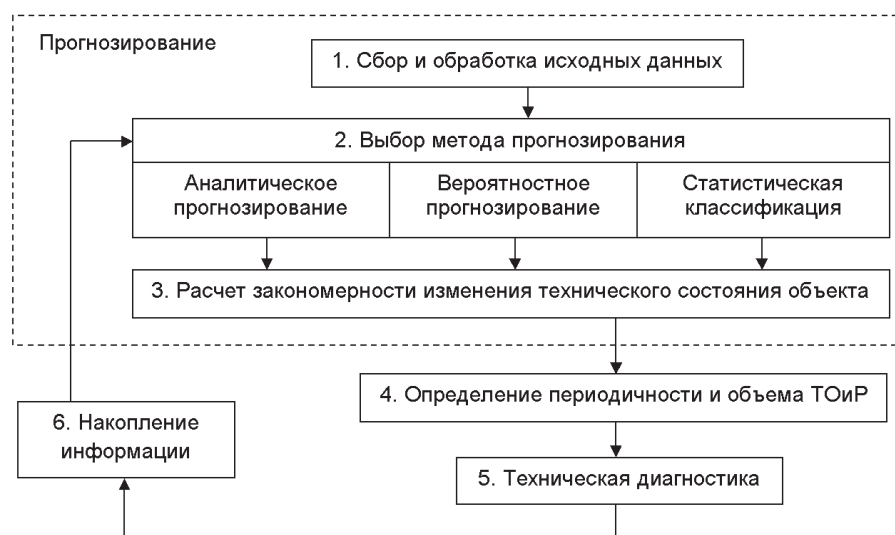 Прогнозирование
1. Сбор и обработка исходных данных
2. Выбор метода прогнозирования
Аналитическое
прогнозирование
Вероятностное
прогнозирование
Статистическая
классификация
3. Расчет закономерности изменения технического состояния объекта
4. Определение периодичности и объема ТОиР
6. Накопление
информации
5. Техническая диагностика